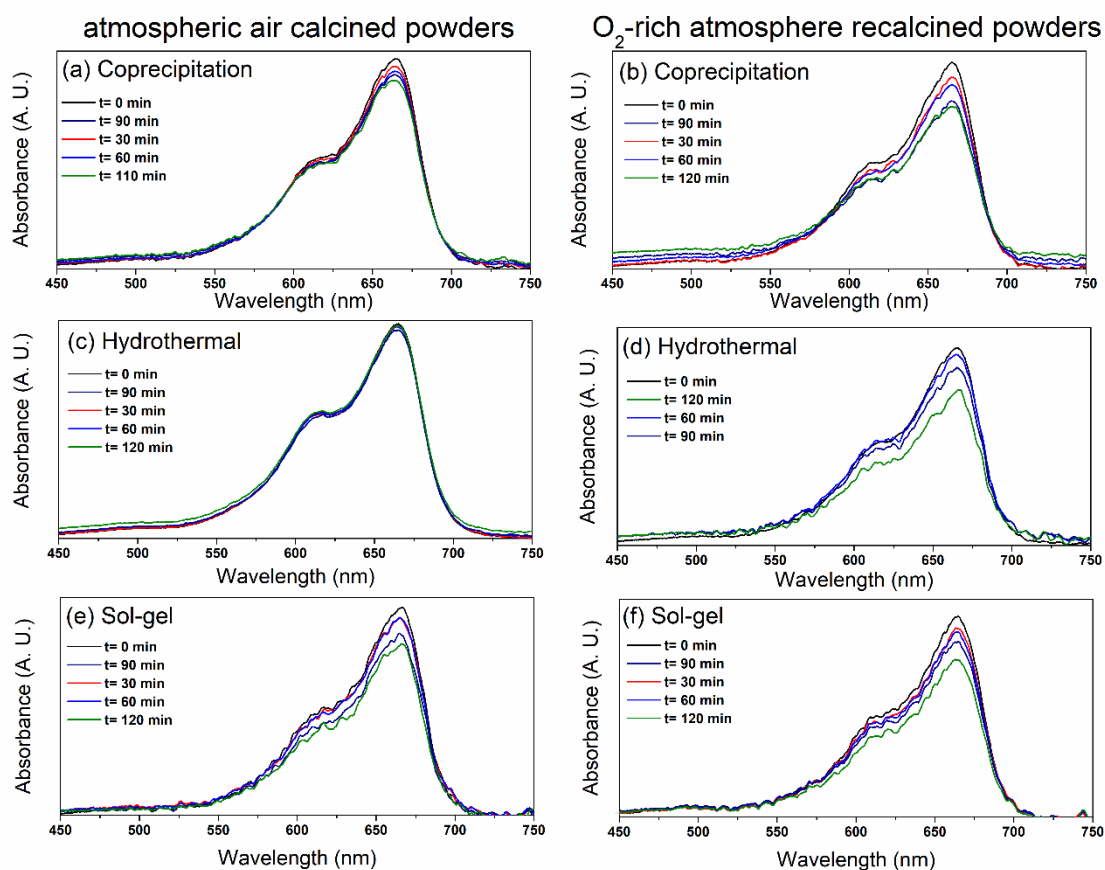 atmospheric air calcined powders
O₂-rich atmosphere recalcined powders
(a) Coprecipitation
t= 0 min
t= 90 min
t= 30 min
t= 60 min
t= 110 min
Absorbance (A. U.)
450 500 550 600 650 700 750
Wavelength (nm)
(b) Coprecipitation
t= 0 min
t= 90 min
t= 30 min
t= 60 min
t= 120 min
Absorbance (A. U.)
450 500 550 600 650 700 750
Wavelength (nm)
(c) Hydrothermal
t= 0 min
t= 90 min
t= 30 min
t= 60 min
t= 120 min
Absorbance (A. U.)
450 500 550 600 650 700 750
Wavelength (nm)
(d) Hydrothermal
t= 0 min
t= 120 min
t= 60 min
t= 90 min
Absorbance (A. U.)
450 500 550 600 650 700 750
Wavelength (nm)
(e) Sol-gel
t= 0 min
t= 90 min
t= 30 min
t= 60 min
t= 120 min
Absorbance (A. U.)
450 500 550 600 650 700 750
Wavelength (nm)
(f) Sol-gel
t= 0 min
t= 90 min
t= 30 min
t= 60 min
t= 120 min
Absorbance (A. U.)
450 500 550 600 650 700 750
Wavelength (nm)